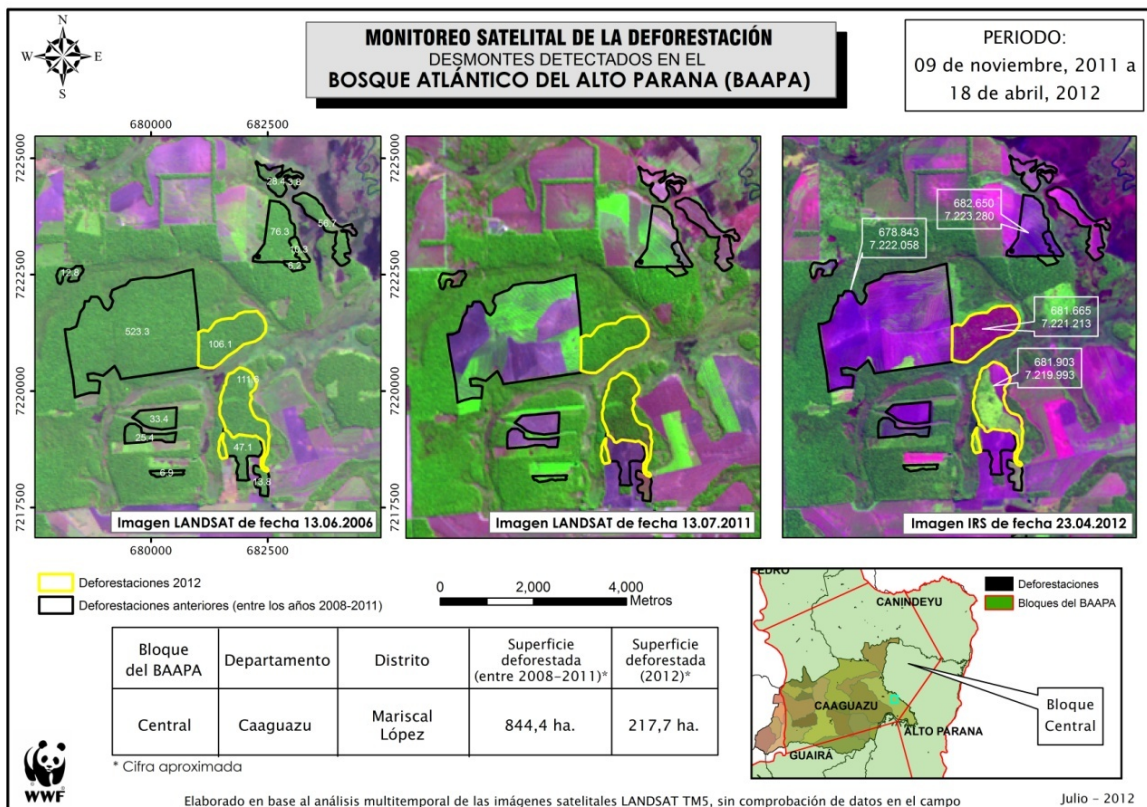 N
W E
S
MONITOREO SATELITAL DE LA DEFORESTACIÓN
DESMONTES DETECTADOS EN EL
BOSQUE ATLÁNTICO DEL ALTO PARANA (BAAPA)
PERIODO:
09 de noviembre, 2011 a
18 de abril, 2012
680000 682500
7225000
7222500
7220000
7217500
28.4
56.7
76.3
523.3
106.1
33.4
25.4
47.1
6.9
13.8
Imagen LANDSAT de fecha 13.06.2006
680000 682500
Imagen LANDSAT de fecha 13.07.2011
682.650
7.223.280
678.843
7.222.058
681.665
7.221.213
681.903
7.219.993
Imagen IRS de fecha 23.04.2012
Deforestaciones 2012
Deforestaciones anteriores (entre los años 2008-2011)
0 2,000 4,000
Metros
Bloque del BAAPA
Departamento
Distrito
Superficie deforestada (entre 2008-2011)*
Superficie deforestada (2012)*
Central
Caaguazu
Mariscal López
844,4 ha.
217,7 ha.
* Cifra aproximada
Deforestaciones
Bloques del BAAPA
CANINDEYU
CAAGUAZU
ALTO PARANA
GUAIRÁ
Bloque
Central
WWF
Elaborado en base al análisis multitemporal de las imágenes satelitales LANDSAT TM5, sin comprobación de datos en el campo
Julio - 2012